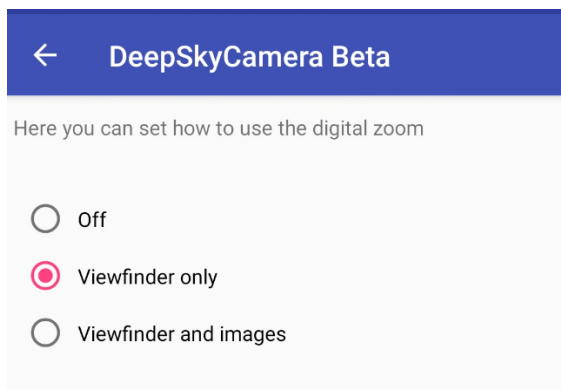 DeepSkyCamera Beta
Here you can set how to use the digital zoom
Off
Viewfinder only
Viewfinder and images